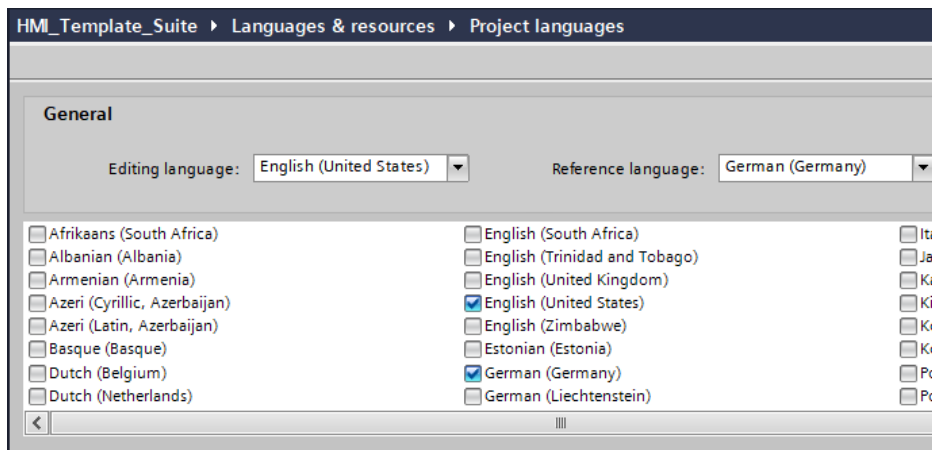 HMI_Template_Suite ▸ Languages & resources ▸ Project languages
General
Editing language: English (United States) Reference language: German (Germany)
Afrikaans (South Africa) English (South Africa)
Albanian (Albania) English (Trinidad and Tobago)
Armenian (Armenia) English (United Kingdom)
Azeri (Cyrillic, Azerbaijan) English (United States)
Azeri (Latin, Azerbaijan) English (Zimbabwe)
Basque (Basque) Estonian (Estonia)
Dutch (Belgium) German (Germany)
Dutch (Netherlands) German (Liechtenstein)